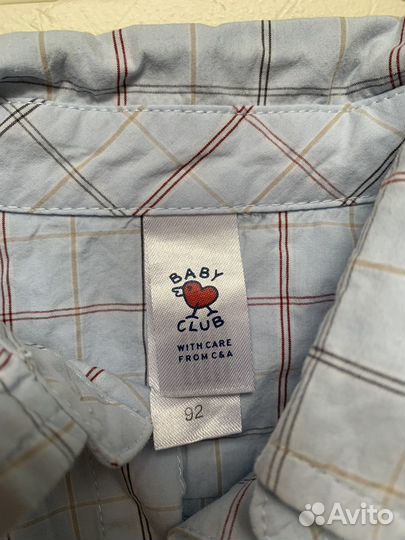 BABY
CLUB
WITH CARE
FROM C&A
92
Avito